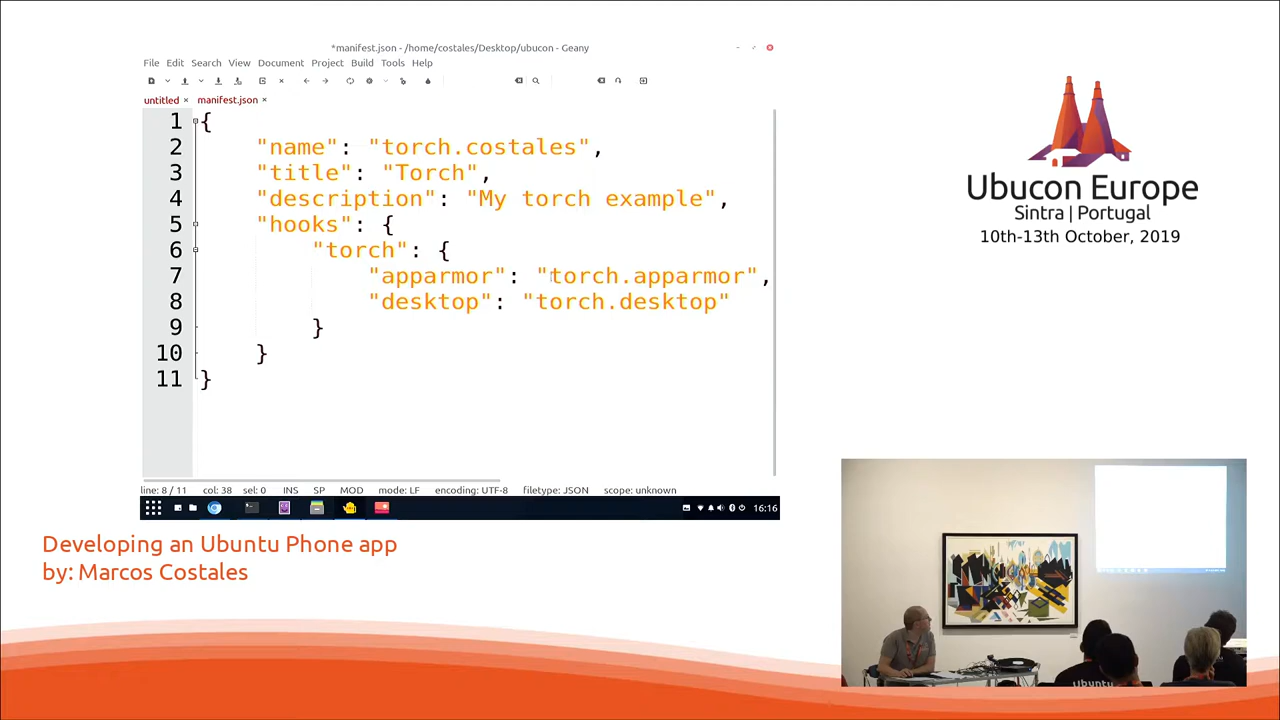 *manifest.json - /home/costales/Desktop/ubucon - Geany
File Edit Search View Document Project Build Tools Help
untitled manifest.json
1 {
2 "name": "torch.costales",
3 "title": "Torch",
4 "description": "My torch example",
5 "hooks": {
6 "torch": {
7 "apparmor": "torch.apparmor",
8 "desktop": "torch.desktop"
9 }
10 }
11 }
line: 8 / 11 col: 38 sel: 0 INS SP MOD mode: LF encoding: UTF-8 filetype: JSON scope: unknown
16:16
Ubucon Europe
Sintra | Portugal
10th-13th October, 2019
Developing an Ubuntu Phone app
by: Marcos Costales
Ubuntu